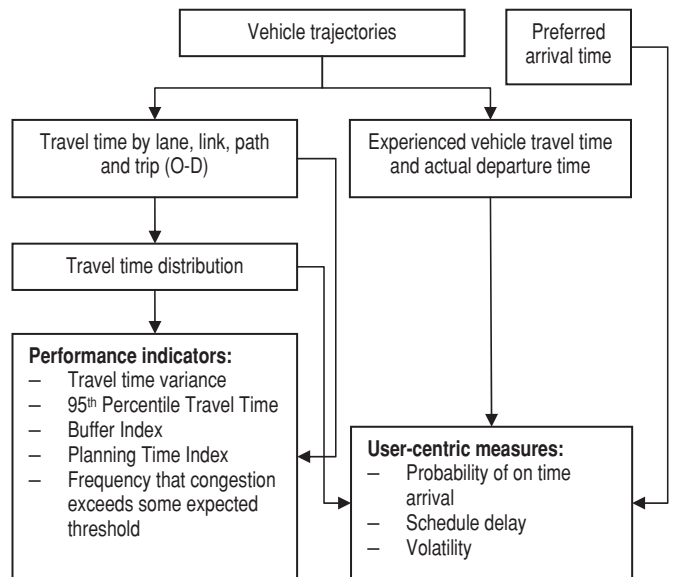 Vehicle trajectories
Preferred
arrival time
Travel time by lane, link, path
and trip (O-D)
Experienced vehicle travel time
and actual departure time
Travel time distribution
Performance indicators:
– Travel time variance
– 95th Percentile Travel Time
– Buffer Index
– Planning Time Index
– Frequency that congestion
exceeds some expected
threshold
User-centric measures:
– Probability of on time
arrival
– Schedule delay
– Volatility